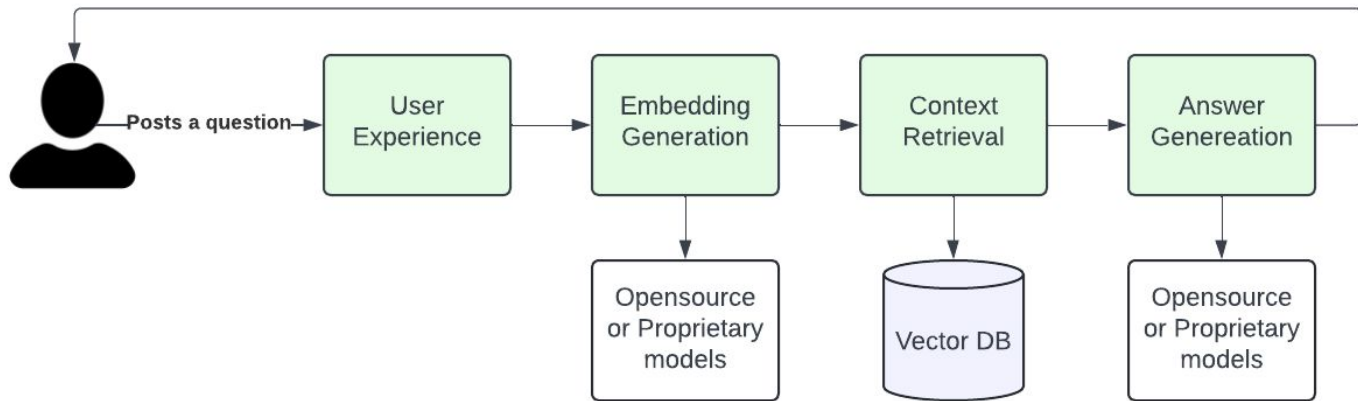 Posts a question
User
Experience
Embedding
Generation
Context
Retrieval
Answer
Genereation
Opensource
or Proprietary
models
Vector DB
Opensource
or Proprietary
models